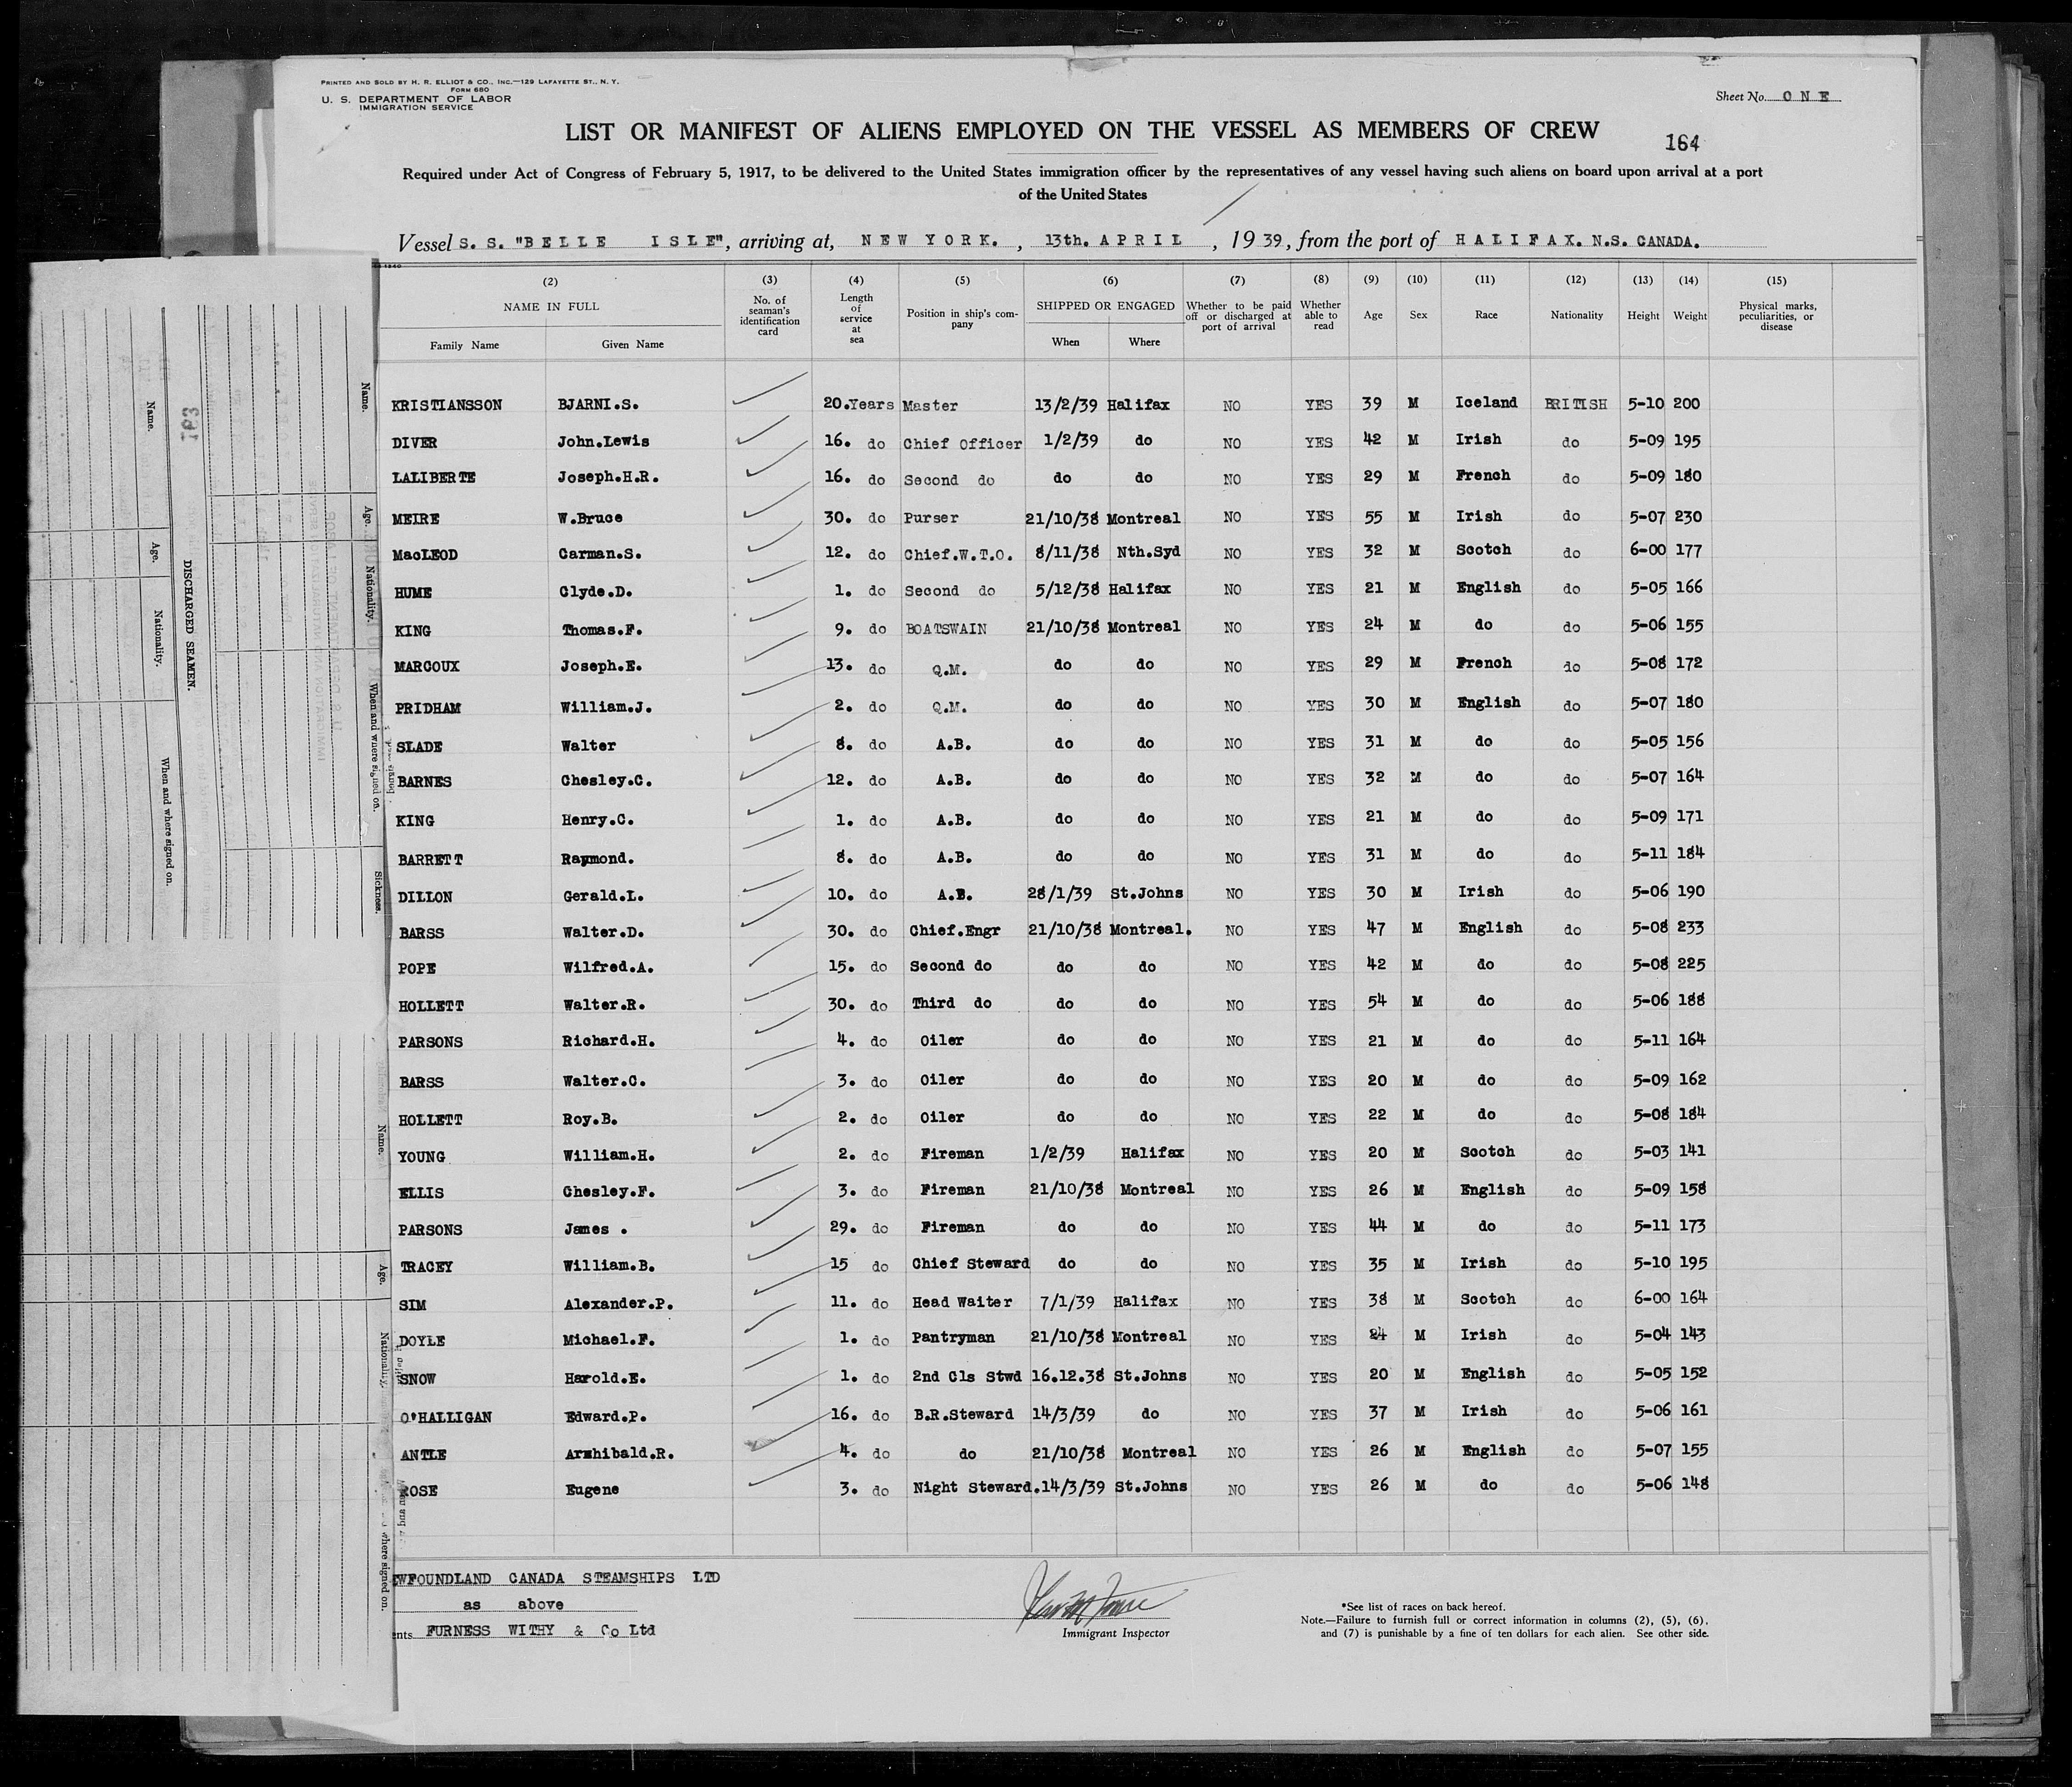 PRINTED AND SOLD BY H. R. ELLIOT & CO., INC.—129 LAFAYETTE ST., N. Y.
FORM 680
U. S. DEPARTMENT OF LABOR
IMMIGRATION SERVICE
Sheet No. ONE
LIST OR MANIFEST OF ALIENS EMPLOYED ON THE VESSEL AS MEMBERS OF CREW
164
Required under Act of Congress of February 5, 1917, to be delivered to the United States immigration officer by the representatives of any vessel having such aliens on board upon arrival at a port
of the United States
Vessel S. S. "BELLE ISLE", arriving at, NEW YORK. , 13th. APRIL , 1939, from the port of HALIFAX. N.S. CANADA.
(2) (3) (4) (5) (6) (7) (8) (9) (10) (11) (12) (13) (14) (15)
NAME IN FULL No. of seaman's identification card Length of service at sea Position in ship's company SHIPPED OR ENGAGED Whether to be paid off or discharged at port of arrival Whether able to read Age Sex Race Nationality Height Weight Physical marks, peculiarities, or disease
Family Name Given Name When Where
KRISTIANSSON BJARNI.S. 20.Years Master 13/2/39 Halifax NO YES 39 M Iceland BRITISH 5-10 200
DIVER John.Lewis 16. do Chief Officer 1/2/39 do NO YES 42 M Irish do 5-09 195
LALIBERTE Joseph.H.R. 16. do Second do do do NO YES 29 M French do 5-09 180
MEIRE W.Bruce 30. do Purser 21/10/38 Montreal NO YES 55 M Irish do 5-07 230
MacLEOD Carman.S. 12. do Chief.W.T.O. 8/11/38 Nth.Syd NO YES 32 M Scotch do 6-00 177
HUME Clyde.D. 1. do Second do 5/12/38 Halifax NO YES 21 M English do 5-05 166
KING Thomas.F. 9. do BOATSWAIN 21/10/38 Montreal NO YES 24 M do do 5-06 155
MARCOUX Joseph.E. 13. do Q.M. do do NO YES 29 M French do 5-08 172
PRIDHAM William.J. 2. do Q.M. do do NO YES 30 M English do 5-07 180
SLADE Walter 8. do A.B. do do NO YES 31 M do do 5-05 156
BARNES Chesley.C. 12. do A.B. do do NO YES 32 M do do 5-07 164
KING Henry.C. 1. do A.B. do do NO YES 21 M do do 5-09 171
BARRETT Raymond. 8. do A.B. do do NO YES 31 M do do 5-11 184
DILLON Gerald.L. 10. do A.B. 28/1/39 St.Johns NO YES 30 M Irish do 5-06 190
BARSS Walter.D. 30. do Chief.Engr 21/10/38 Montreal. NO YES 47 M English do 5-08 233
POPE Wilfred.A. 15. do Second do do do NO YES 42 M do do 5-08 225
HOLLETT Walter.R. 30. do Third do do do NO YES 54 M do do 5-06 188
PARSONS Richard.H. 4. do Oiler do do NO YES 21 M do do 5-11 164
BARSS Walter.C. 3. do Oiler do do NO YES 20 M do do 5-09 162
HOLLETT Roy.B. 2. do Oiler do do NO YES 22 M do do 5-08 184
YOUNG William.H. 2. do Fireman 1/2/39 Halifax NO YES 20 M Scotch do 5-03 141
ELLIS Chesley.F. 3. do Fireman 21/10/38 Montreal NO YES 26 M English do 5-09 158
PARSONS James . 29. do Fireman do do NO YES 44 M do do 5-11 173
TRACEY William.B. 15 do Chief Steward do do NO YES 35 M Irish do 5-10 195
SIM Alexander.P. 11. do Head Waiter 7/1/39 Halifax NO YES 38 M Scotch do 6-00 164
DOYLE Michael.F. 1. do Pantryman 21/10/38 Montreal NO YES 24 M Irish do 5-04 143
SNOW Harold.E. 1. do 2nd Cls Stwd 16.12.38 St.Johns NO YES 20 M English do 5-05 152
O'HALLIGAN Edward.P. 16. do B.R.Steward 14/3/39 do NO YES 37 M Irish do 5-06 161
ANTLE Archibald.R. 4. do do 21/10/38 Montreal NO YES 26 M English do 5-07 155
ROSE Eugene 3. do Night Steward. 14/3/39 St.Johns NO YES 26 M do do 5-06 148
EWFOUNDLAND CANADA STEAMSHIPS LTD
as above
ents FURNESS WITHY & Co Ltd
Immigrant Inspector
*See list of races on back hereof.
Note.—Failure to furnish full or correct information in columns (2), (5), (6), and (7) is punishable by a fine of ten dollars for each alien. See other side.
163
DISCHARGED SEAMEN.
Name. Age. Nationality. When and where signed on.
Name. Age. Nationality. When and where signed on. Sickness.
Name. Age. Nationality. where signed on.